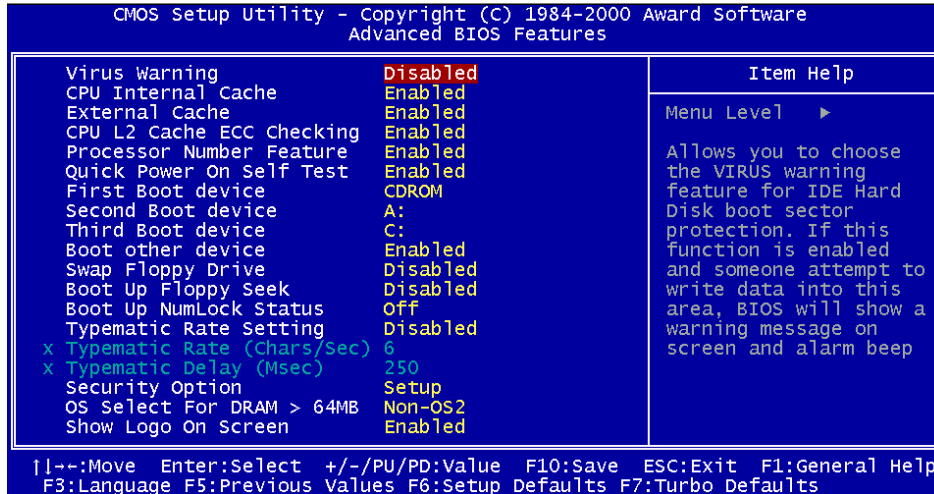 CMOS Setup Utility - Copyright (C) 1984-2000 Award Software
Advanced BIOS Features
Virus Warning Disabled
CPU Internal Cache Enabled
External Cache Enabled
CPU L2 Cache ECC Checking Enabled
Processor Number Feature Enabled
Quick Power On Self Test Enabled
First Boot device CDROM
Second Boot device A:
Third Boot device C:
Boot other device Enabled
Swap Floppy Drive Disabled
Boot Up Floppy Seek Disabled
Boot Up NumLock Status Off
Typematic Rate Setting Disabled
x Typematic Rate (Chars/Sec) 6
x Typematic Delay (Msec) 250
Security Option Setup
OS Select For DRAM > 64MB Non-OS2
Show Logo On Screen Enabled
Item Help
Menu Level ►
Allows you to choose
the VIRUS warning
feature for IDE Hard
Disk boot sector
protection. If this
function is enabled
and someone attempt to
write data into this
area, BIOS will show a
warning message on
screen and alarm beep
↑↓→←:Move Enter:Select +/-/PU/PD:Value F10:Save ESC:Exit F1:General Help
F3:Language F5:Previous Values F6:Setup Defaults F7:Turbo Defaults